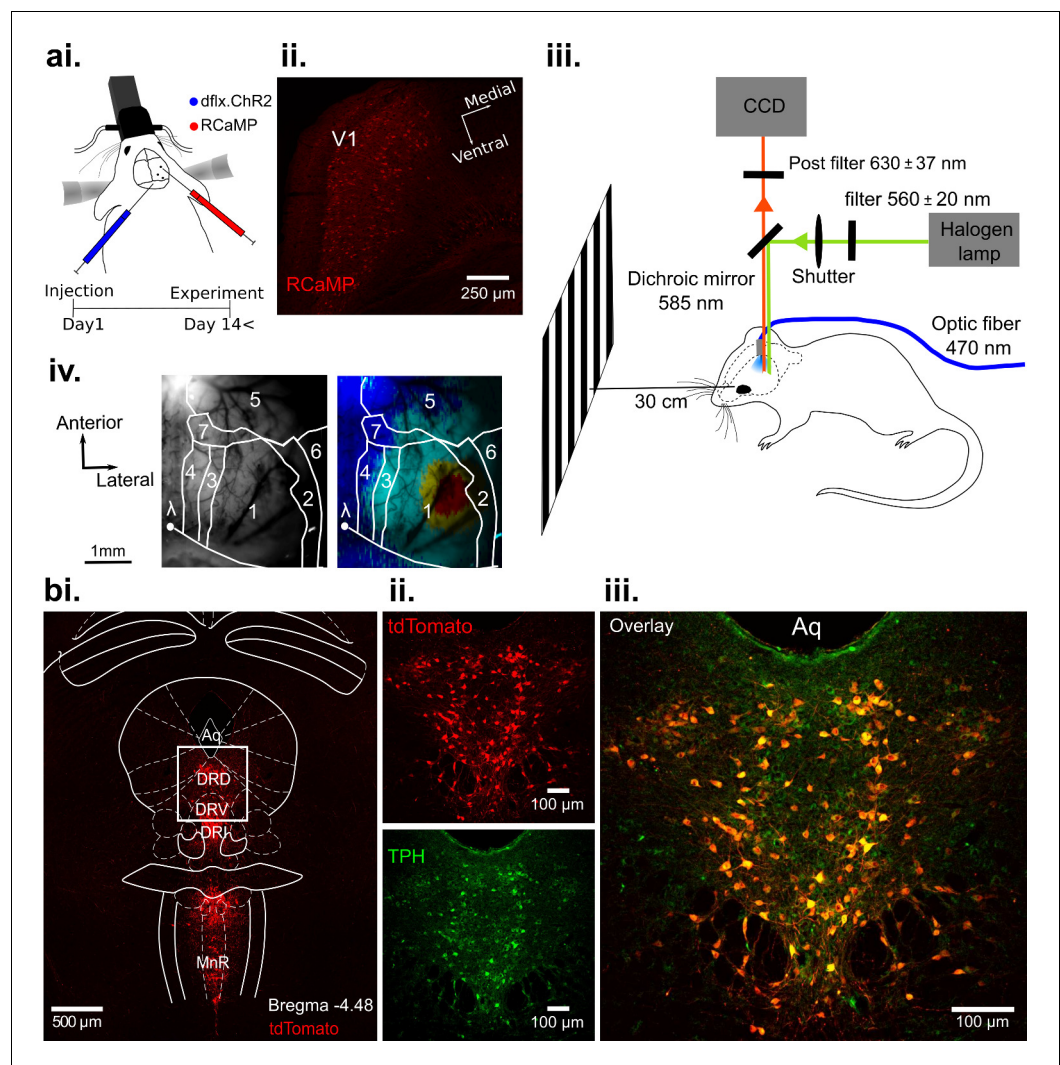 ai.
dflx.ChR2
RCaMP
Injection
Experiment
Day1
Day 14<
ii.
V1
Medial
Ventral
RCaMP
250 µm
iii.
CCD
Post filter 630 ± 37 nm
filter 560 ± 20 nm
Halogen
lamp
Shutter
Dichroic mirror
585 nm
Optic fiber
470 nm
30 cm
iv.
Anterior
Lateral
1mm
5
7
6
4
3
2
1
λ
5
7
6
4
3
2
1
λ
bi.
Aq
DRD
DRV
DRI
MnR
Bregma -4.48
500 µm
tdTomato
ii.
tdTomato
100 µm
TPH
100 µm
iii.
Overlay
Aq
100 µm